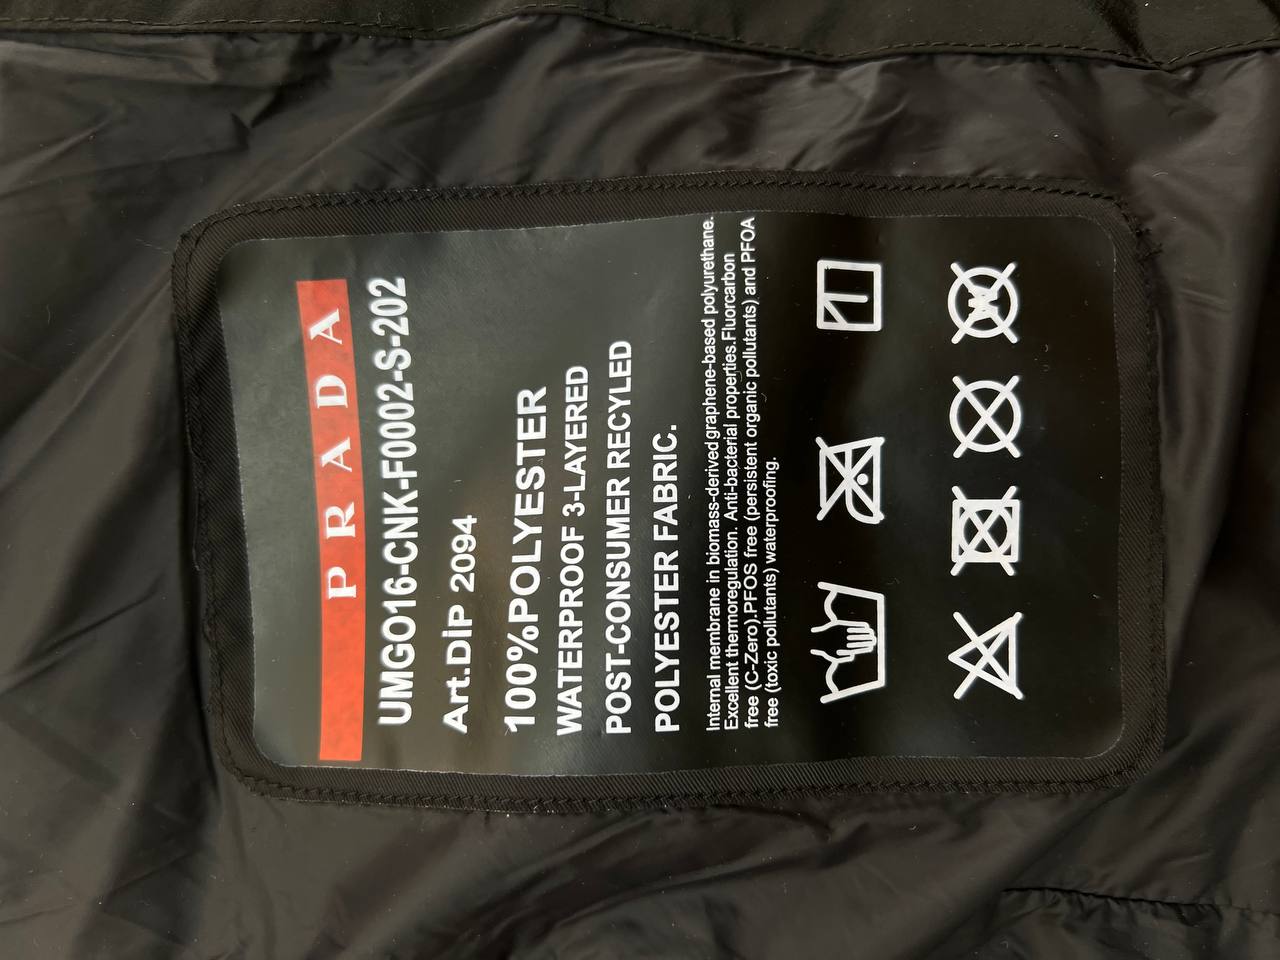 PRADA
UMGO16-CNK-F0002-S-202
Art.DİP 2094
100%POLYESTER
WATERPROOF 3-LAYERED
POST-CONSUMER RECYLED
POLYESTER FABRIC.
Internal membrane in biomass-derived graphene-based polyurethane.
Excellent thermoregulation. Anti-bacterial properties.Fluorcarbon
free (C-Zero).PFOS free (persistent organic pollutants) and PFOA
free (toxic pollutants) waterproofing.
W